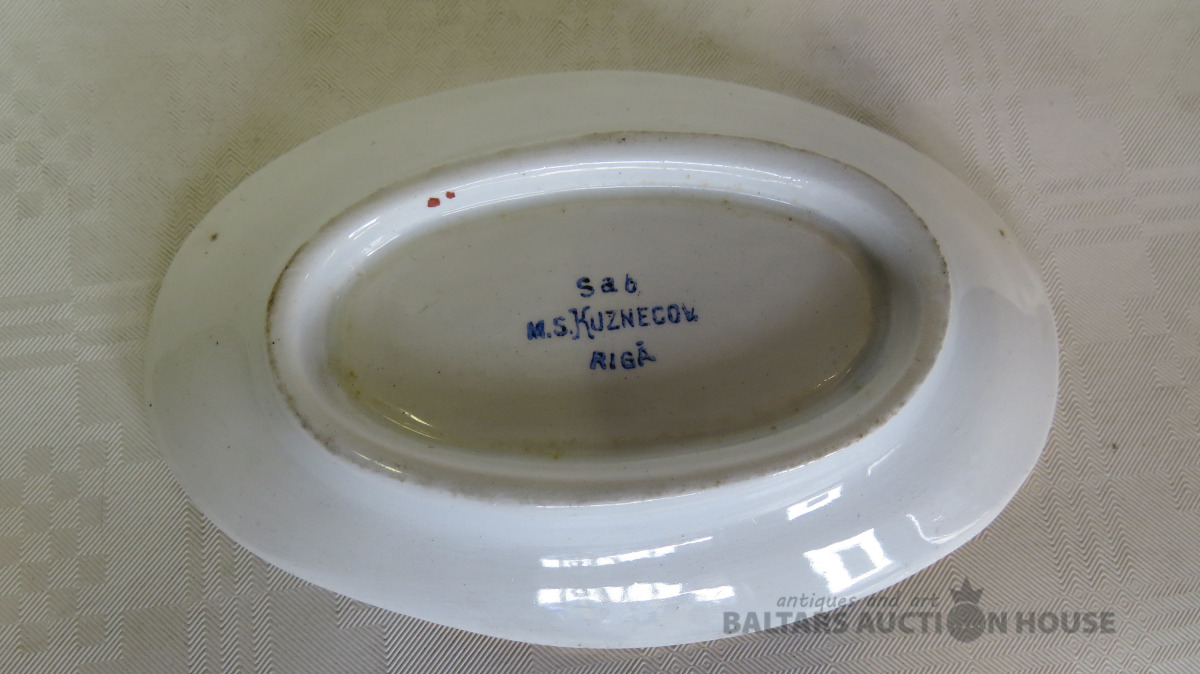 Sab.
M.S.KUZNECOV.
RIGĀ
antiques and art
BALTARS AUCTION HOUSE